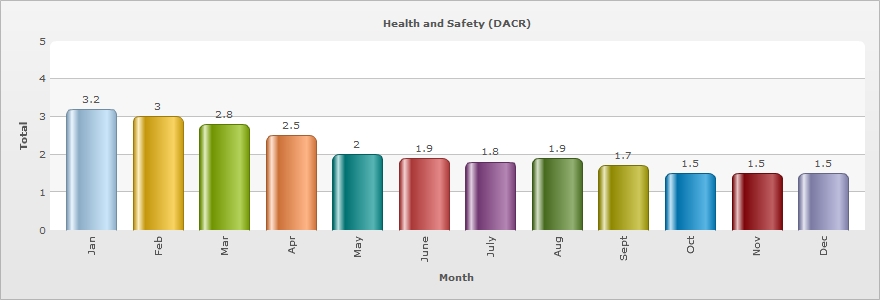 Health and Safety (DACR)
Total
5
4
3
2
1
0
3.2
3
2.8
2.5
2
1.9
1.8
1.9
1.7
1.5
1.5
1.5
Jan
Feb
Mar
Apr
May
June
July
Aug
Sept
Oct
Nov
Dec
Month